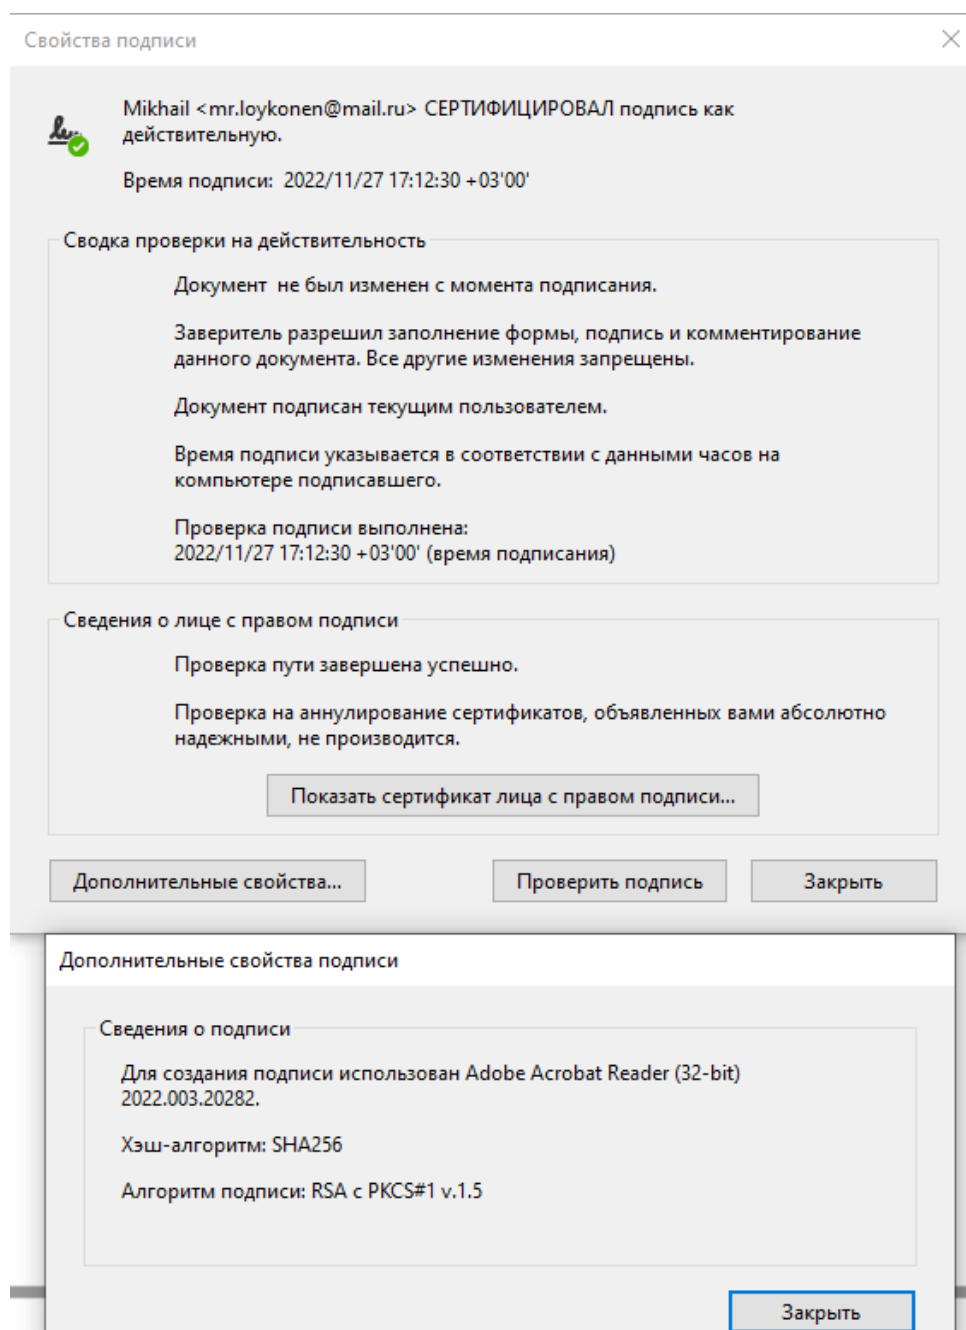 Свойства подписи
Mikhail <mr.loykonen@mail.ru> СЕРТИФИЦИРОВАЛ подпись как
действительную.
Время подписи: 2022/11/27 17:12:30 +03'00'
Сводка проверки на действительность
Документ не был изменен с момента подписания.
Заверитель разрешил заполнение формы, подпись и комментирование
данного документа. Все другие изменения запрещены.
Документ подписан текущим пользователем.
Время подписи указывается в соответствии с данными часов на
компьютере подписавшего.
Проверка подписи выполнена:
2022/11/27 17:12:30 +03'00' (время подписания)
Сведения о лице с правом подписи
Проверка пути завершена успешно.
Проверка на аннулирование сертификатов, объявленных вами абсолютно
надежными, не производится.
Показать сертификат лица с правом подписи...
Дополнительные свойства... Проверить подпись Закрыть
Дополнительные свойства подписи
Сведения о подписи
Для создания подписи использован Adobe Acrobat Reader (32-bit)
2022.003.20282.
Хэш-алгоритм: SHA256
Алгоритм подписи: RSA с PKCS#1 v.1.5
Закрыть